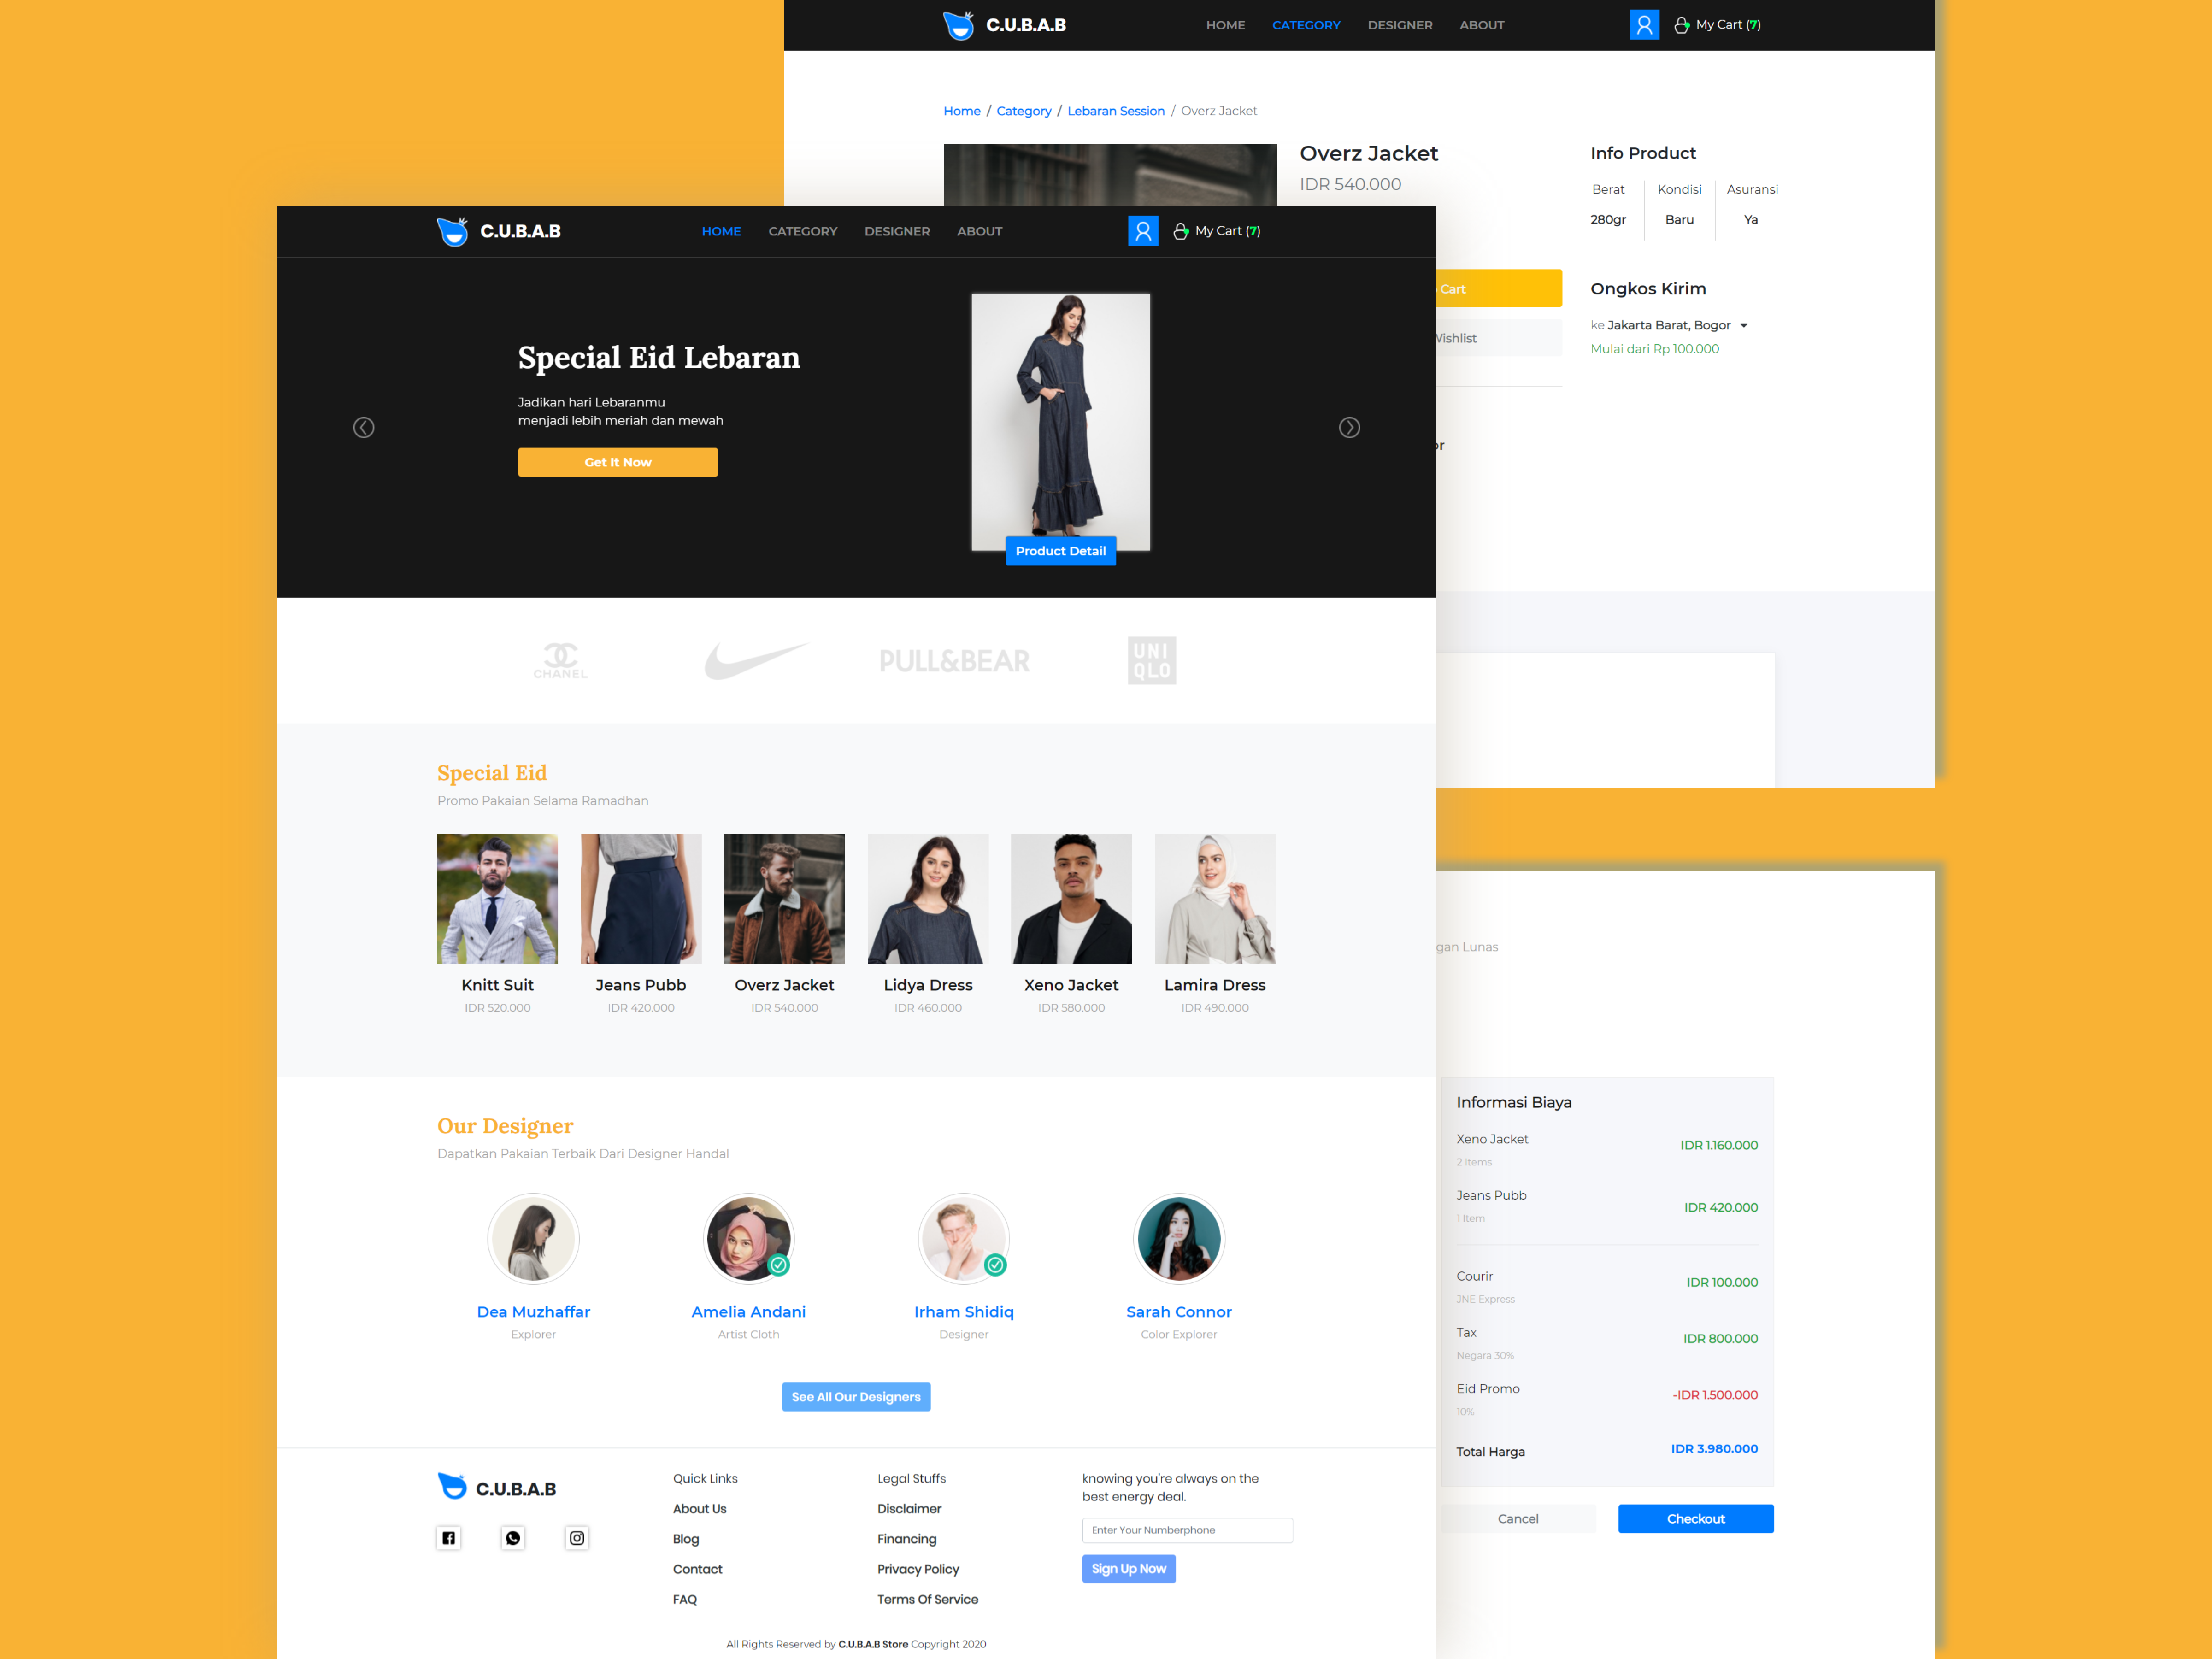 C.U.B.A.B
HOME
CATEGORY
DESIGNER
ABOUT
My Cart (7)
Home / Category / Lebaran Session / Overz Jacket
Overz Jacket
IDR 540.000
Info Product
Berat
Kondisi
Asuransi
280gr
Baru
Ya
Cart
Ongkos Kirim
ke Jakarta Barat, Bogor
Mulai dari Rp 100.000
C.U.B.A.B
HOME
CATEGORY
DESIGNER
ABOUT
My Cart (7)
Special Eid Lebaran
Jadikan hari Lebaranmu
menjadi lebih meriah dan mewah
Get It Now
Product Detail
CHANEL
PULL&BEAR
UNI
QLO
Special Eid
Promo Pakaian Selama Ramadhan
Knitt Suit
Jeans Pubb
Overz Jacket
Lidya Dress
Xeno Jacket
Lamira Dress
IDR 520.000
IDR 420.000
IDR 540.000
IDR 460.000
IDR 580.000
IDR 490.000
Our Designer
Dapatkan Pakaian Terbaik Dari Designer Handal
Dea Muzhaffar
Amelia Andani
Irham Shidiq
Sarah Connor
Explorer
Artist Cloth
Designer
Color Explorer
See All Our Designers
C.U.B.A.B
Quick Links
About Us
Blog
Contact
FAQ
Legal Stuffs
Disclaimer
Financing
Privacy Policy
Terms Of Service
knowing you're always on the
best energy deal.
Enter Your Numberphone
Sign Up Now
All Rights Reserved by C.U.B.A.B Store Copyright 2020
Lunas
Informasi Biaya
Xeno Jacket
IDR 1.160.000
2 Items
Jeans Pubb
IDR 420.000
1 Item
Courir
IDR 100.000
JNE Express
Tax
IDR 800.000
Negara 30%
Eid Promo
-IDR 1.500.000
10%
Total Harga
IDR 3.980.000
Cancel
Checkout